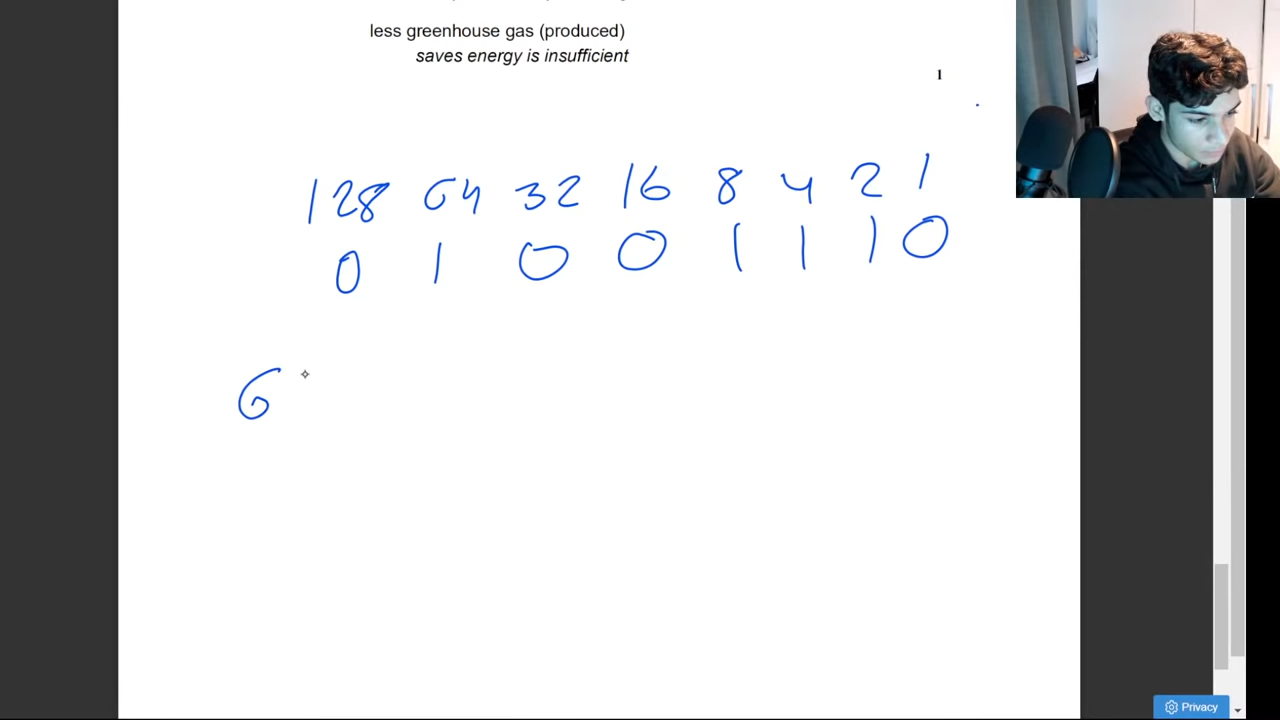 less greenhouse gas (produced)
saves energy is insufficient
1
128 64 32 16 8 4 2 1
0 1 0 0 1 1 1 0
6
Privacy